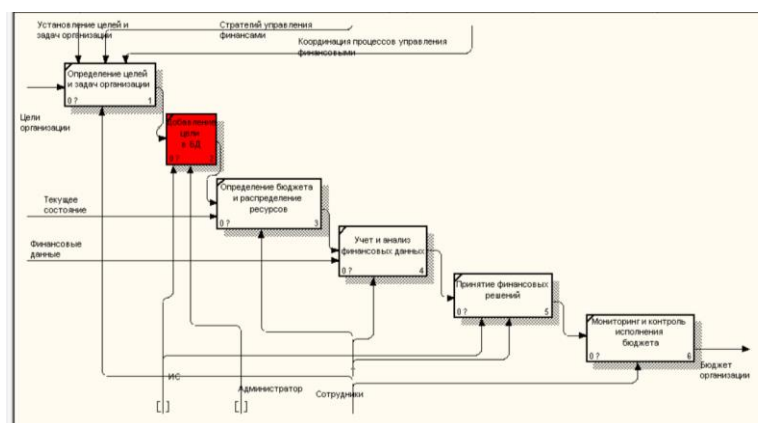 Установление целей и
задач организации
Стратегий управления
финансами
Координация процессов управления
финансовыми
Определение целей
и задач организации
0 ?
1
Цели
организации
Добавление
цели
в БД
0 ?
Определение бюджета
и распределение
ресурсов
0 ?
3
Текущее
состояние
Учет и анализ
финансовых данных
0 ?
4
Финансовые
данные
Принятие финансовых
решений
0 ?
5
Мониторинг и контроль
исполнения
бюджета
0 ?
6
Бюджет
организации
ИС
Администратор
Сотрудники